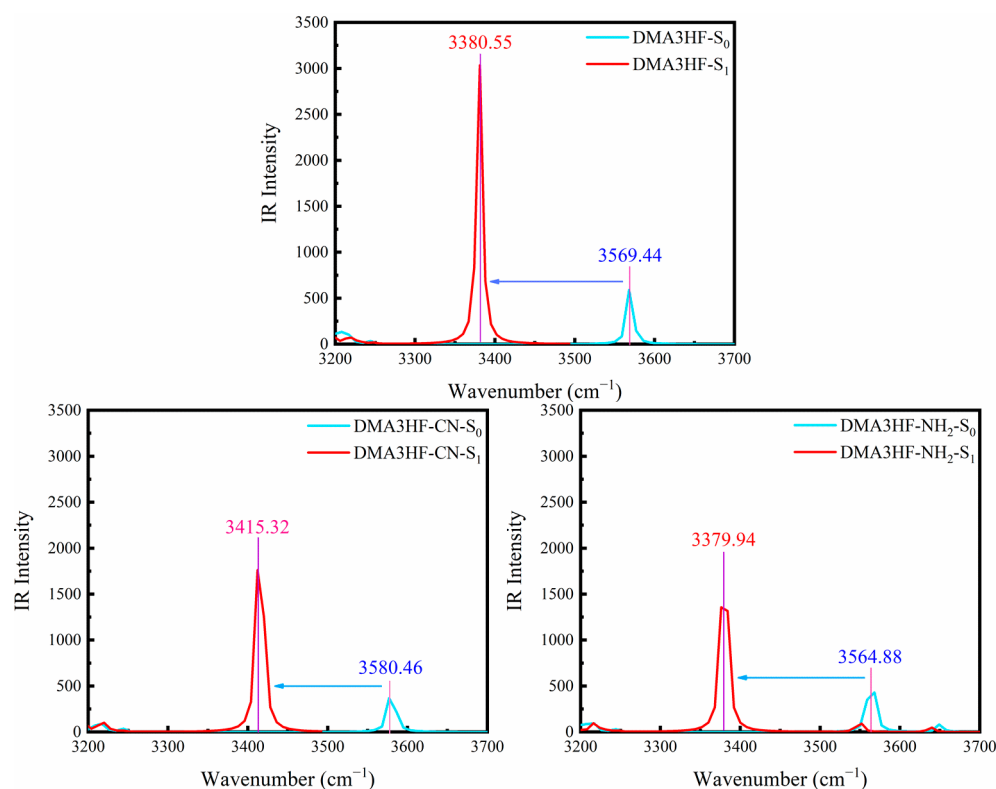 3500
3000
2500
2000
1500
1000
500
0
IR Intensity
DMA3HF-S₀
DMA3HF-S₁
3380.55
3569.44
3200 3300 3400 3500 3600 3700
Wavenumber (cm⁻¹)
3500
3000
2500
2000
1500
1000
500
0
IR Intensity
DMA3HF-CN-S₀
DMA3HF-CN-S₁
3415.32
3580.46
3200 3300 3400 3500 3600 3700
Wavenumber (cm⁻¹)
3500
3000
2500
2000
1500
1000
500
0
IR Intensity
DMA3HF-NH₂-S₀
DMA3HF-NH₂-S₁
3379.94
3564.88
3200 3300 3400 3500 3600 3700
Wavenumber (cm⁻¹)